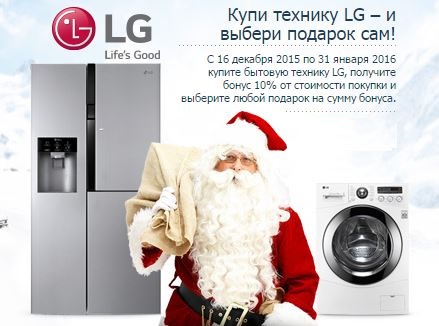 LG
Life's Good
Купи технику LG – и
выбери подарок сам!
С 16 декабря 2015 по 31 января 2016
купите бытовую технику LG, получите
бонус 10% от стоимости покупки и
выберите любой подарок на сумму бонуса.